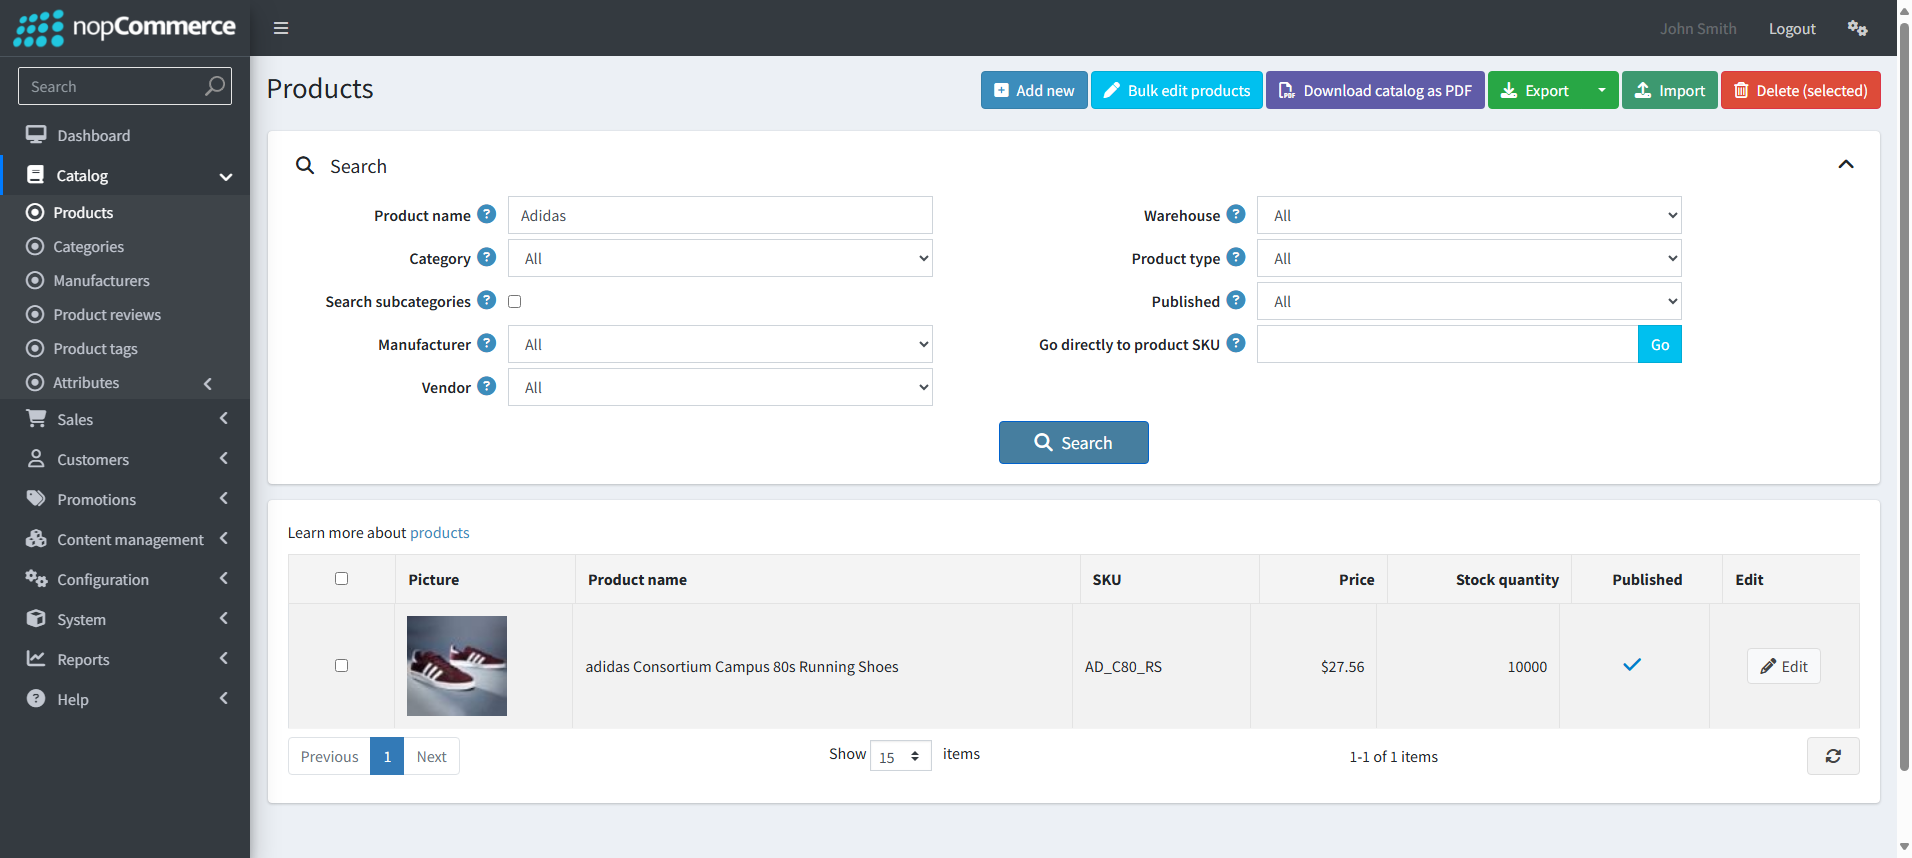 nopCommerce
John Smith
Logout
Search
Dashboard
Catalog
Products
Categories
Manufacturers
Product reviews
Product tags
Attributes
Sales
Customers
Promotions
Content management
Configuration
System
Reports
Help
Products
Add new
Bulk edit products
PDF
Download catalog as PDF
Export
Import
Delete (selected)
Search
Product name ? Adidas
Category ? All
Search subcategories ?
Manufacturer ? All
Vendor ? All
Warehouse ? All
Product type ? All
Published ? All
Go directly to product SKU ? Go
Search
Learn more about products
Picture Product name SKU Price Stock quantity Published Edit
adidas Consortium Campus 80s Running Shoes AD_C80_RS $27.56 10000 Edit
Previous 1 Next
Show 15 items
1-1 of 1 items